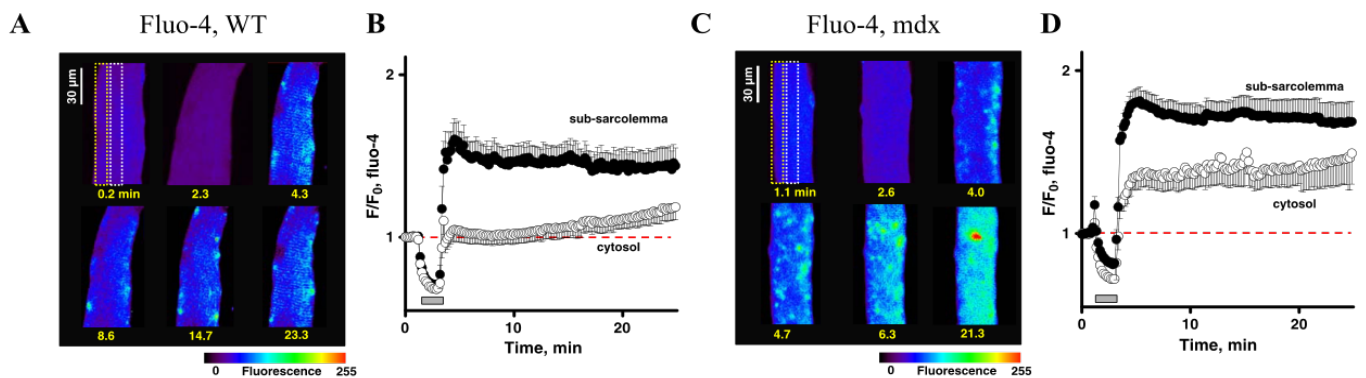 A
Fluo-4, WT
30 µm
0.2 min
2.3
4.3
8.6
14.7
23.3
0
Fluorescence
255
B
F/F0, fluo-4
2
1
sub-sarcolemma
cytosol
0
10
20
Time, min
C
Fluo-4, mdx
30 µm
1.1 min
2.6
4.0
4.7
6.3
21.3
0
Fluorescence
255
D
F/F0, fluo-4
2
1
sub-sarcolemma
cytosol
0
10
20
Time, min